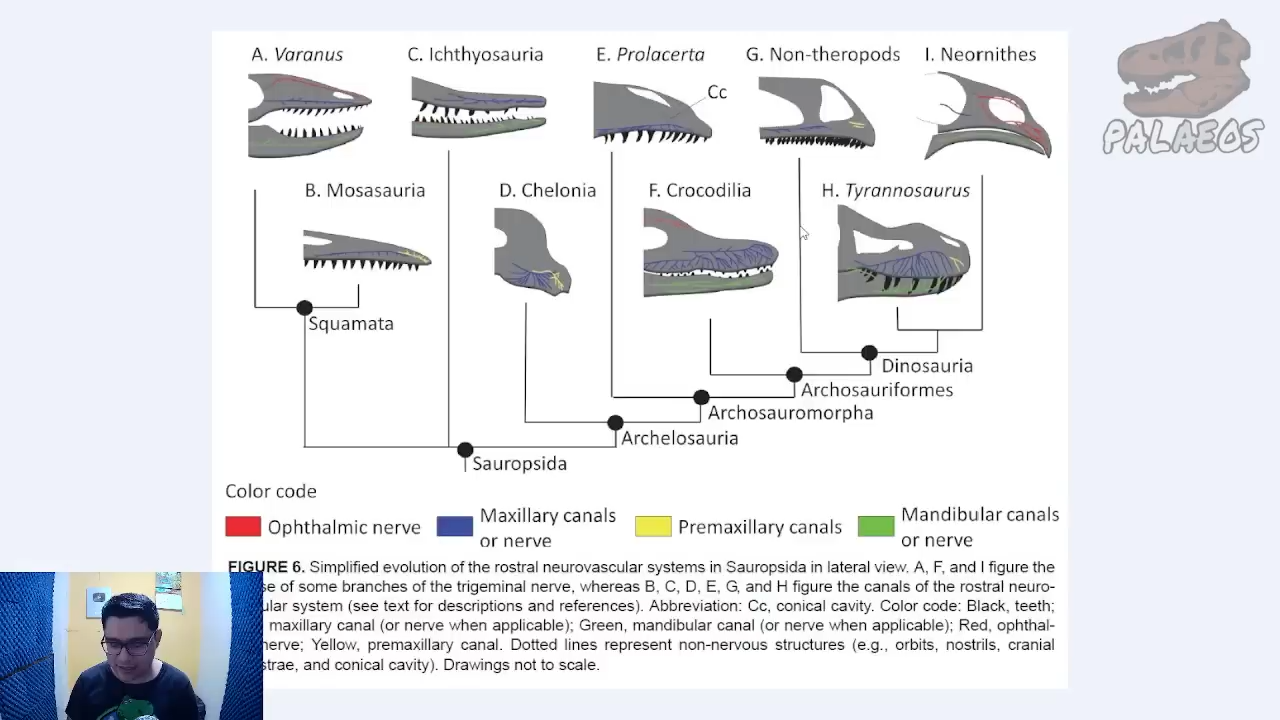 A. Varanus
C. Ichthyosauria
E. Prolacerta
G. Non-theropods
I. Neornithes
Cc
PALAEOS
B. Mosasauria
D. Chelonia
F. Crocodilia
H. Tyrannosaurus
Squamata
Dinosauria
Archosauriformes
Archosauromorpha
Archelosauria
Sauropsida
Color code
Ophthalmic nerve
Maxillary canals
or nerve
Premaxillary canals
Mandibular canals
or nerve
FIGURE 6. Simplified evolution of the rostral neurovascular systems in Sauropsida in lateral view. A, F, and I figure the
se of some branches of the trigeminal nerve, whereas B, C, D, E, G, and H figure the canals of the rostral neuro-
ular system (see text for descriptions and references). Abbreviation: Cc, conical cavity. Color code: Black, teeth;
maxillary canal (or nerve when applicable); Green, mandibular canal (or nerve when applicable); Red, ophthal-
nerve; Yellow, premaxillary canal. Dotted lines represent non-nervous structures (e.g., orbits, nostrils, cranial
strae, and conical cavity). Drawings not to scale.